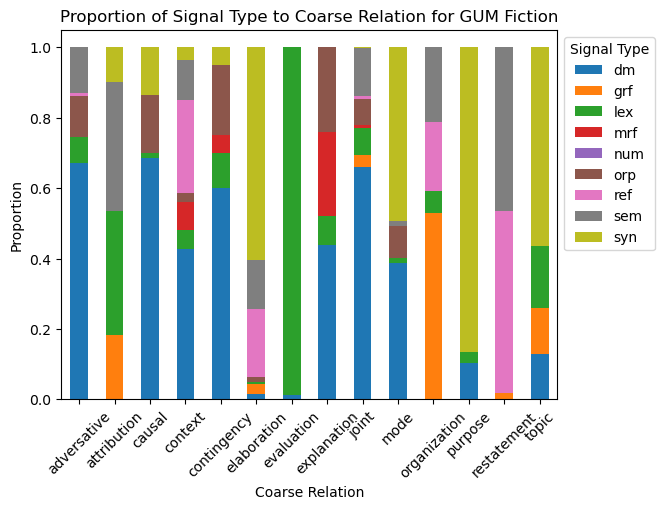 Proportion of Signal Type to Coarse Relation for GUM Fiction
Signal Type
dm
grf
lex
mrf
num
orp
ref
sem
syn
Proportion
1.0
0.8
0.6
0.4
0.2
0.0
adversative
attribution
causal
context
contingency
elaboration
evaluation
explanation
joint
mode
organization
purpose
restatement
topic
Coarse Relation